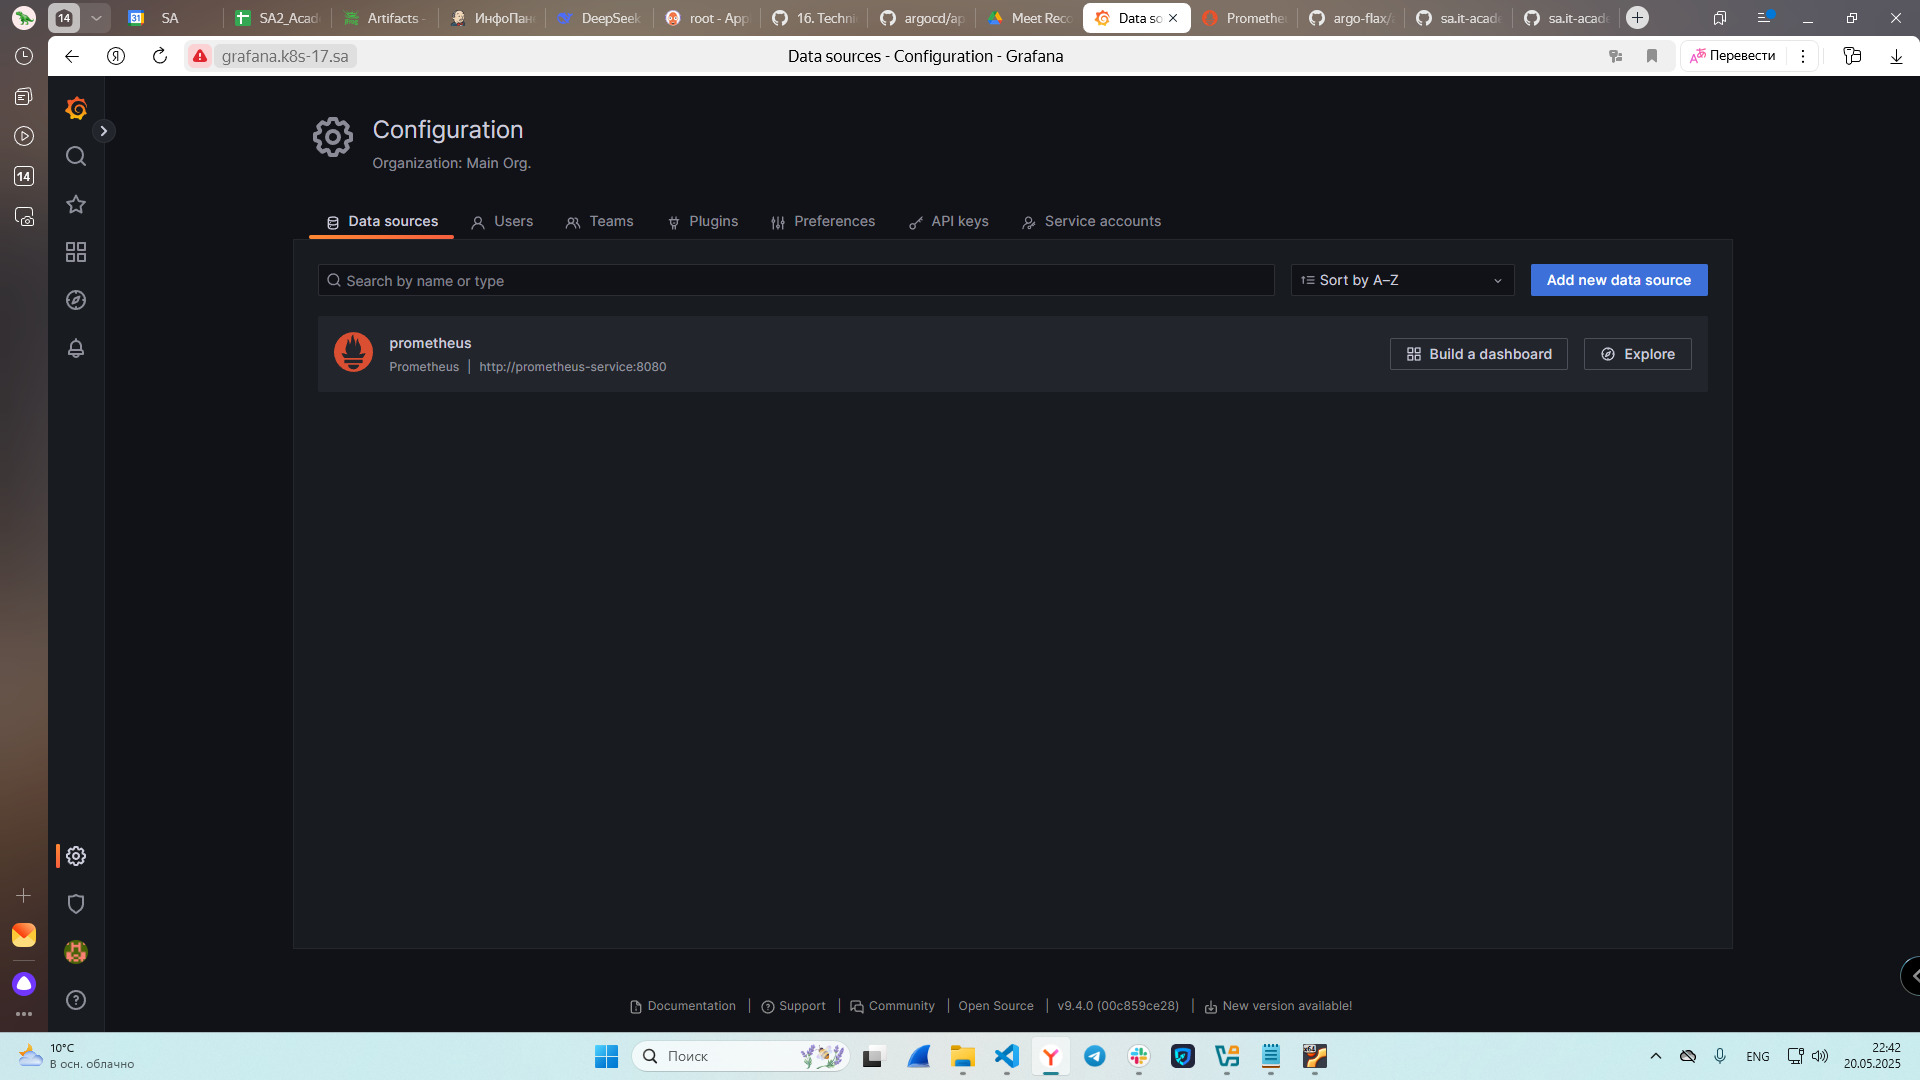 14
31
SA
SA2_Acad
Artifacts -
ИнфоПан
DeepSeek
root - App
16. Techni
argocd/ap
Meet Reco
Data so
Promethe
argo-flax/
sa.it-acade
sa.it-acade
Я
grafana.k8s-17.sa
Data sources - Configuration - Grafana
Перевести
14
Configuration
Organization: Main Org.
Data sources
Users
Teams
Plugins
Preferences
API keys
Service accounts
Search by name or type
Sort by A–Z
Add new data source
prometheus
Prometheus | http://prometheus-service:8080
Build a dashboard
Explore
Documentation | Support | Community | Open Source | v9.4.0 (00c859ce28) | New version available!
10°C
В осн. облачно
Поиск
ENG
22:42
20.05.2025